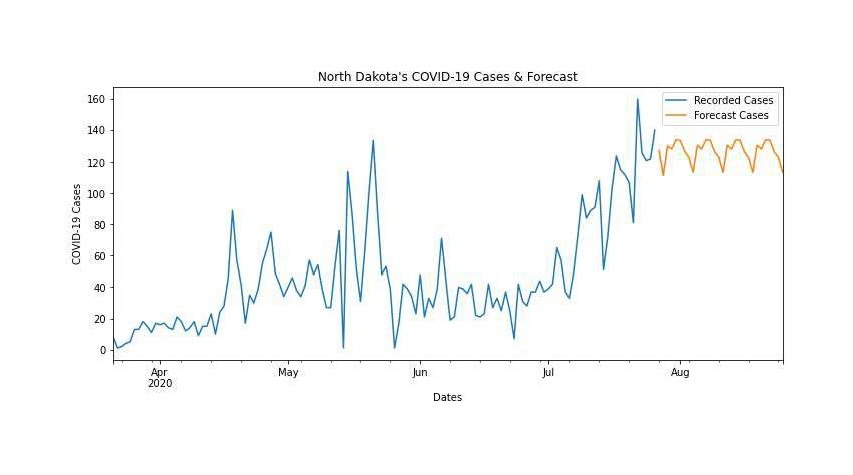 North Dakota's COVID-19 Cases & Forecast
Recorded Cases
Forecast Cases
160
140
120
100
80
60
40
20
0
COVID-19 Cases
Apr
2020
May
Jun
Jul
Aug
Dates